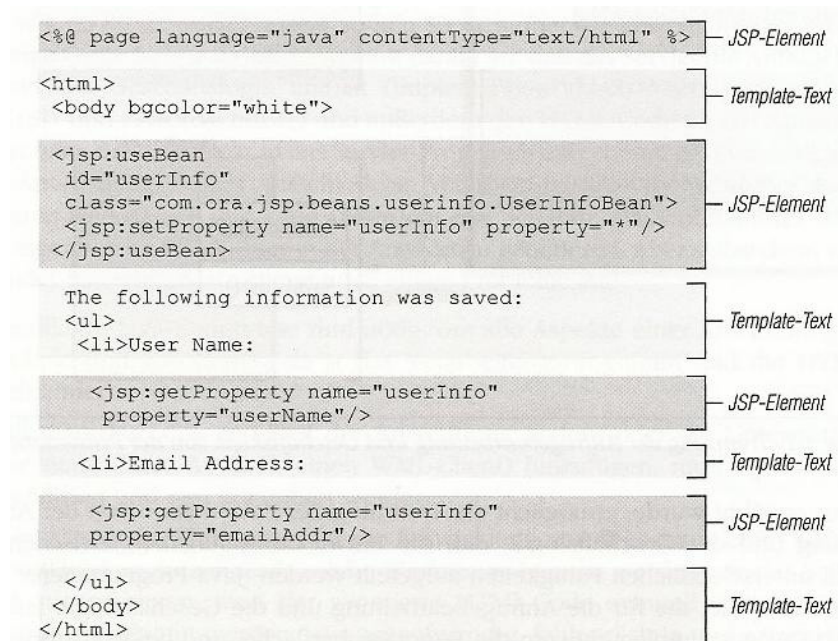 <%@ page language="java" contentType="text/html" %>
JSP-Element
<html>
<body bgcolor="white">
Template-Text
<jsp:useBean
id="userInfo"
class="com.ora.jsp.beans.userinfo.UserInfoBean">
<jsp:setProperty name="userInfo" property="*"/>
</jsp:useBean>
JSP-Element
The following information was saved:
<ul>
<li>User Name:
Template-Text
<jsp:getProperty name="userInfo"
property="userName"/>
JSP-Element
<li>Email Address:
Template-Text
<jsp:getProperty name="userInfo"
property="emailAddr"/>
JSP-Element
</ul>
</body>
</html>
Template-Text